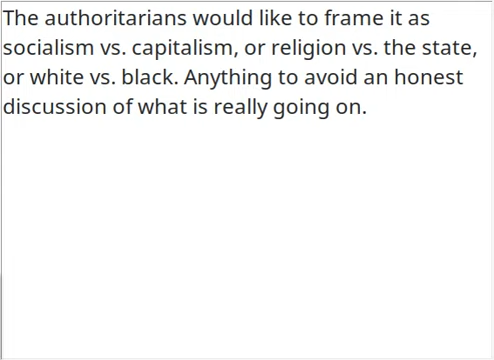 The authoritarians would like to frame it as
socialism vs. capitalism, or religion vs. the state,
or white vs. black. Anything to avoid an honest
discussion of what is really going on.